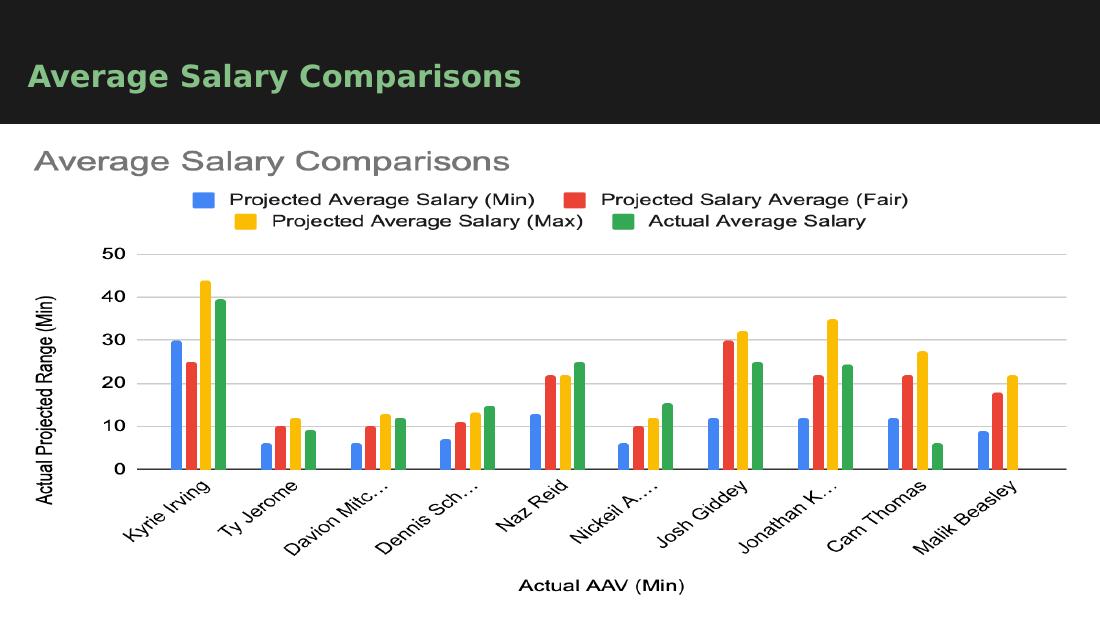 Average Salary Comparisons
Average Salary Comparisons
Projected Average Salary (Min)
Projected Salary Average (Fair)
Projected Average Salary (Max)
Actual Average Salary
Actual Projected Range (Min)
50
40
30
20
10
0
Kyrie Irving
Ty Jerome
Davion Mitc...
Dennis Sch...
Naz Reid
Nickeil A....
Josh Giddey
Jonathan K...
Cam Thomas
Malik Beasley
Actual AAV (Min)